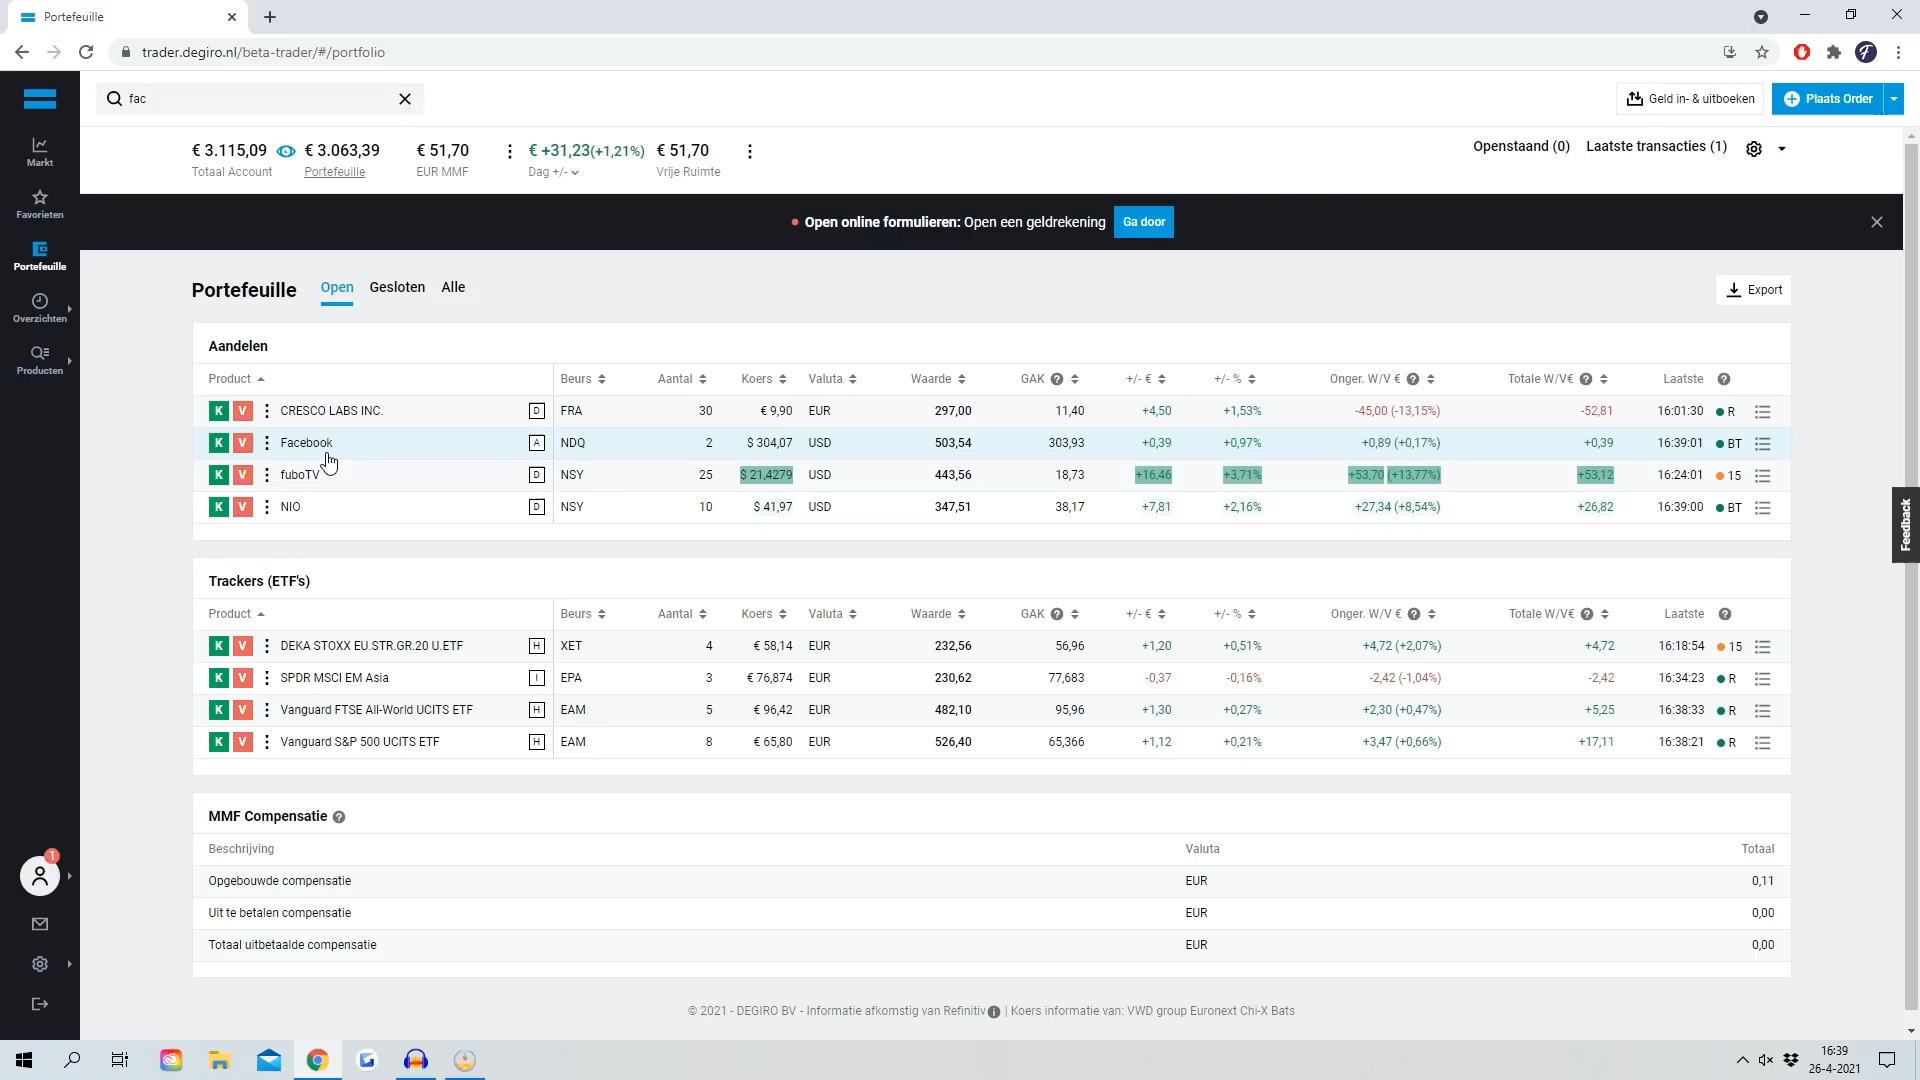 Portefeuille
trader.degiro.nl/beta-trader/#/portfolio
fac
Geld in- & uitboeken
Plaats Order
Markt
Favorieten
Portefeuille
Overzichten
Producten
€ 3.115,09 € 3.063,39 € 51,70 € +31,23(+1,21%) € 51,70
Totaal Account Portefeuille EUR MMF Dag +/- Vrije Ruimte
Openstaand (0) Laatste transacties (1)
Open online formulieren: Open een geldrekening Ga door
Portefeuille Open Gesloten Alle
Export
Aandelen
Product Beurs Aantal Koers Valuta Waarde GAK ? +/- € +/- % Onger. W/V € ? Totale W/V€ ? Laatste ?
K V CRESCO LABS INC. D FRA 30 € 9,90 EUR 297,00 11,40 +4,50 +1,53% -45,00 (-13,15%) -52,81 16:01:30 R
K V Facebook A NDQ 2 $ 304,07 USD 503,54 303,93 +0,39 +0,97% +0,89 (+0,17%) +0,39 16:39:01 BT
K V fuboTV D NSY 25 $ 21,4279 USD 443,56 18,73 +16,46 +3,71% +53,70 (+13,77%) +53,12 16:24:01 15
K V NIO D NSY 10 $ 41,97 USD 347,51 38,17 +7,81 +2,16% +27,34 (+8,54%) +26,82 16:39:00 BT
Trackers (ETF's)
Product Beurs Aantal Koers Valuta Waarde GAK ? +/- € +/- % Onger. W/V € ? Totale W/V€ ? Laatste ?
K V DEKA STOXX EU.STR.GR.20 U.ETF H XET 4 € 58,14 EUR 232,56 56,96 +1,20 +0,51% +4,72 (+2,07%) +4,72 16:18:54 15
K V SPDR MSCI EM Asia I EPA 3 € 76,874 EUR 230,62 77,683 -0,37 -0,16% -2,42 (-1,04%) -2,42 16:34:23 R
K V Vanguard FTSE All-World UCITS ETF H EAM 5 € 96,42 EUR 482,10 95,96 +1,30 +0,27% +2,30 (+0,47%) +5,25 16:38:33 R
K V Vanguard S&P 500 UCITS ETF H EAM 8 € 65,80 EUR 526,40 65,366 +1,12 +0,21% +3,47 (+0,66%) +17,11 16:38:21 R
MMF Compensatie ?
Beschrijving Valuta Totaal
Opgebouwde compensatie EUR 0,11
Uit te betalen compensatie EUR 0,00
Totaal uitbetaalde compensatie EUR 0,00
© 2021 - DEGIRO BV - Informatie afkomstig van Refinitiv i | Koers informatie van: VWD group Euronext Chi-X Bats
Feedback
1
16:39
26-4-2021